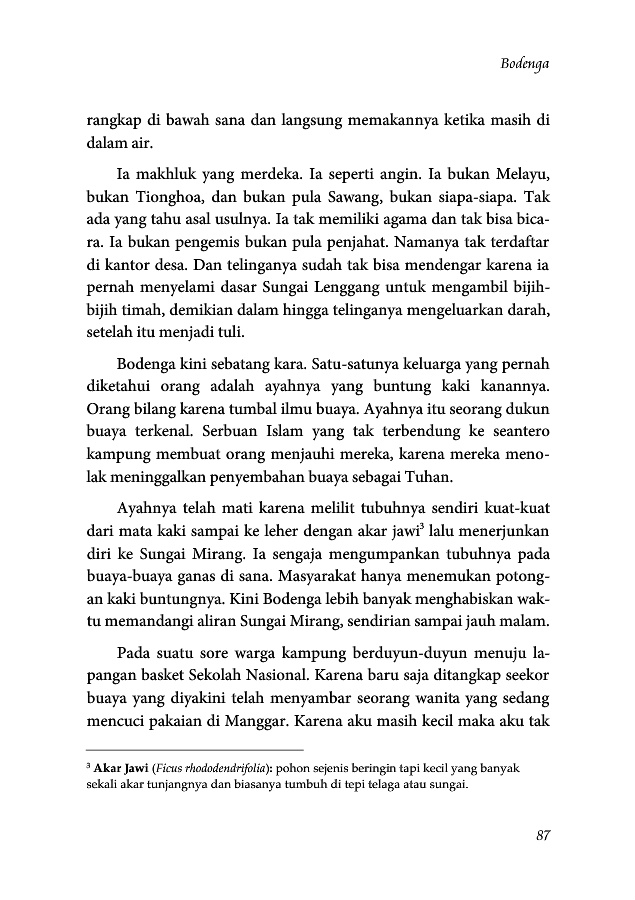 Bodenga
rangkap di bawah sana dan langsung memakannya ketika masih di
dalam air.
Ia makhluk yang merdeka. Ia seperti angin. Ia bukan Melayu,
bukan Tionghoa, dan bukan pula Sawang, bukan siapa-siapa. Tak
ada yang tahu asal usulnya. Ia tak memiliki agama dan tak bisa bica-
ra. Ia bukan pengemis bukan pula penjahat. Namanya tak terdaftar
di kantor desa. Dan telinganya sudah tak bisa mendengar karena ia
pernah menyelami dasar Sungai Lenggang untuk mengambil bijih-
bijih timah, demikian dalam hingga telinganya mengeluarkan darah,
setelah itu menjadi tuli.
Bodenga kini sebatang kara. Satu-satunya keluarga yang pernah
diketahui orang adalah ayahnya yang buntung kaki kanannya.
Orang bilang karena tumbal ilmu buaya. Ayahnya itu seorang dukun
buaya terkenal. Serbuan Islam yang tak terbendung ke seantero
kampung membuat orang menjauhi mereka, karena mereka meno-
lak meninggalkan penyembahan buaya sebagai Tuhan.
Ayahnya telah mati karena melilit tubuhnya sendiri kuat-kuat
dari mata kaki sampai ke leher dengan akar jawi³ lalu menerjunkan
diri ke Sungai Mirang. Ia sengaja mengumpankan tubuhnya pada
buaya-buaya ganas di sana. Masyarakat hanya menemukan potong-
an kaki buntungnya. Kini Bodenga lebih banyak menghabiskan wak-
tu memandangi aliran Sungai Mirang, sendirian sampai jauh malam.
Pada suatu sore warga kampung berduyun-duyun menuju la-
pangan basket Sekolah Nasional. Karena baru saja ditangkap seekor
buaya yang diyakini telah menyambar seorang wanita yang sedang
mencuci pakaian di Manggar. Karena aku masih kecil maka aku tak
³ Akar Jawi (Ficus rhododendrifolia): pohon sejenis beringin tapi kecil yang banyak
sekali akar tunjangnya dan biasanya tumbuh di tepi telaga atau sungai.
87